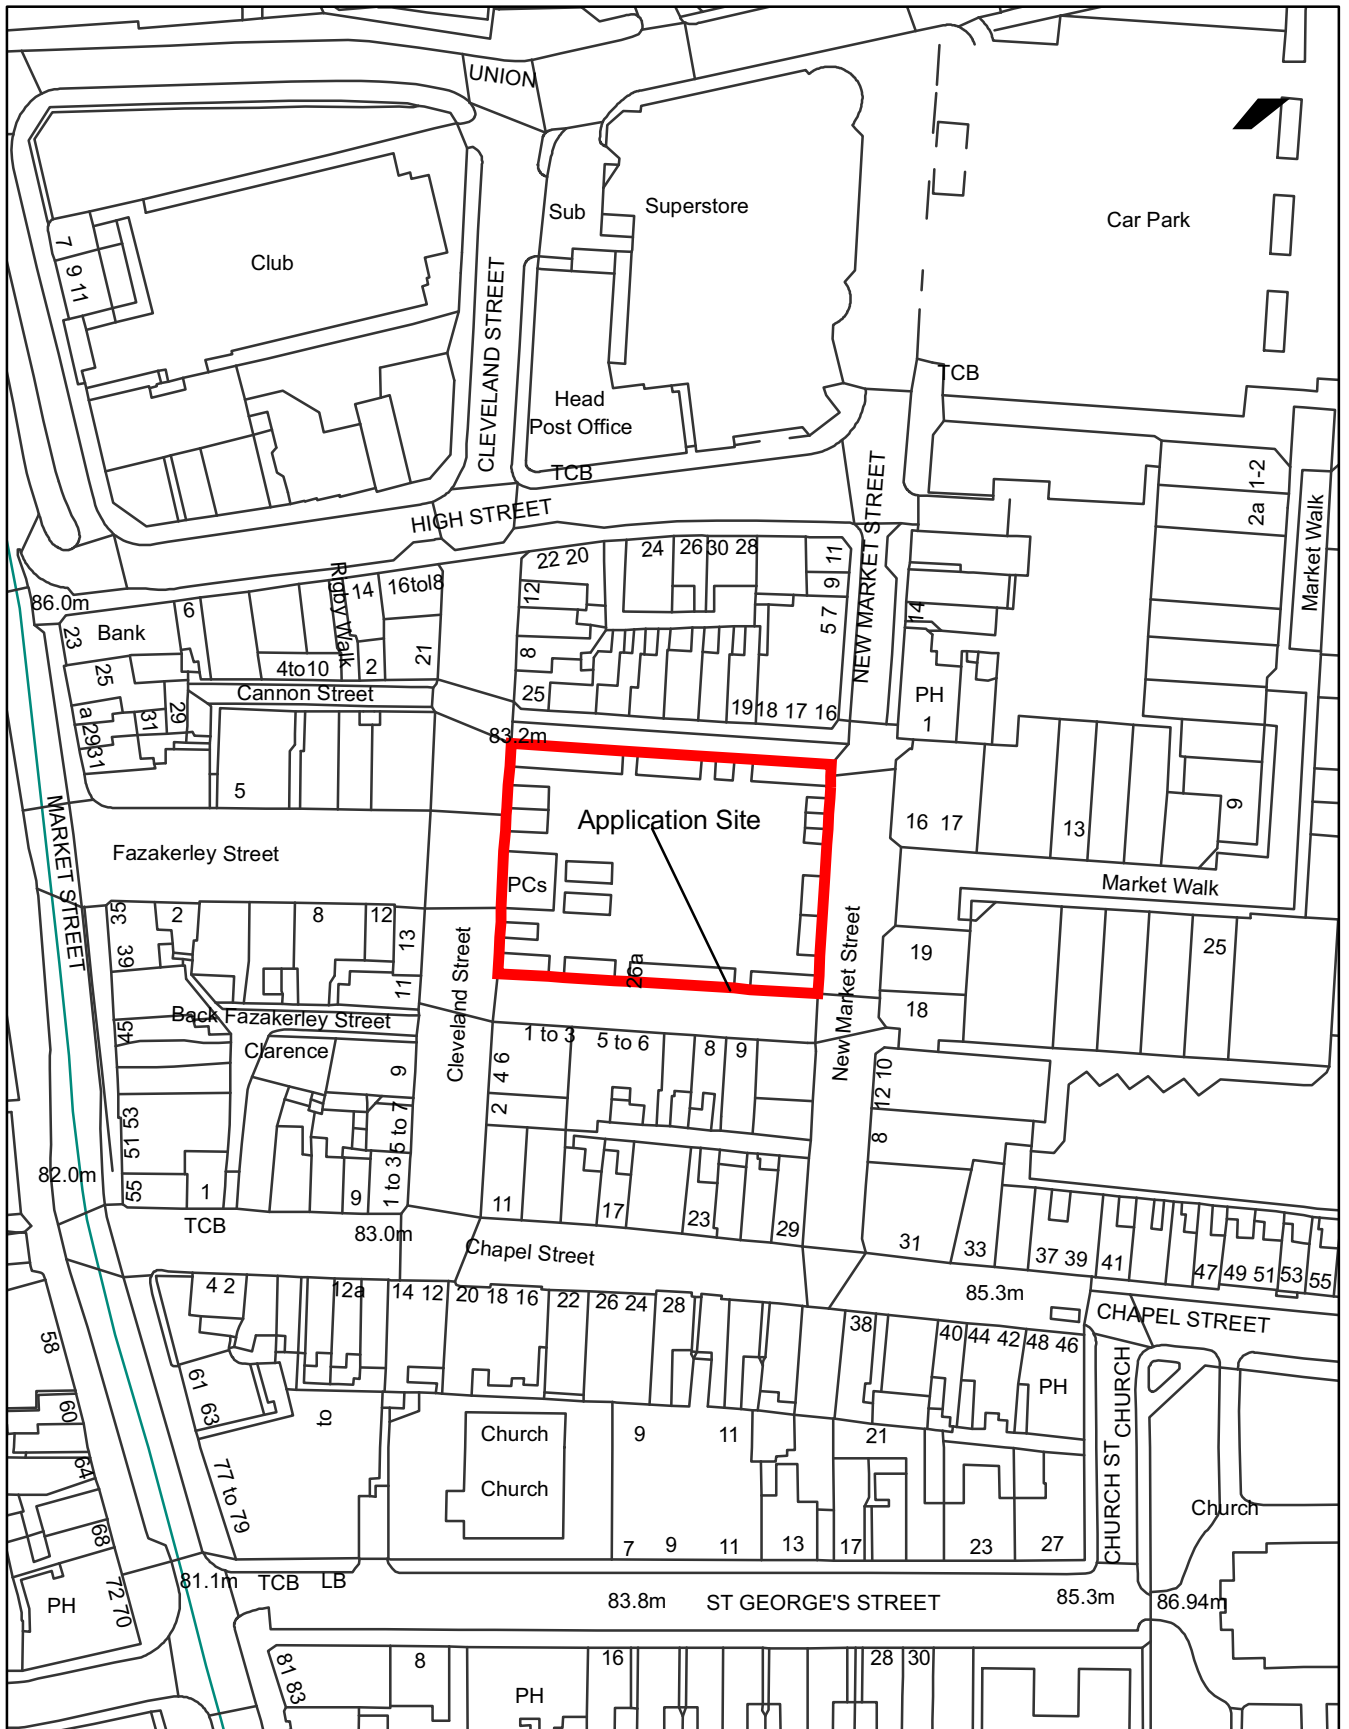 UNION
Sub
Superstore
Car Park
7
9 11
Club
CLEVELAND STREET
TCB
Head
Post Office
TCB
HIGH STREET
NEW MARKET STREET
1-2
2a
Market Walk
86.0m
23
Bank
6
Rigby Walk
14
16to18
22 20
24
26
30
28
11
9
12
5 7
14
8
25
4to10
2
21
Cannon Street
25
a
29
31
31
29
19
18
17
16
PH
1
83.2m
5
Application Site
16
17
13
9
MARKET STREET
Fazakerley Street
PCs
Market Walk
35
39
2
8
12
13
11
26a
19
25
18
Cleveland Street
New Market Street
Back Fazakerley Street
45
Clarence
9
1 to 3
5 to 6
8
9
4 6
2
12 10
8
51 53
5 to 7
82.0m
55
1
9
1 to 3
11
17
23
29
31
33
37
39
41
47
49
51
53
55
TCB
83.0m
Chapel Street
85.3m
4 2
12a
14
12
20
18
16
22
26
24
28
38
40
44
42
48
46
CHAPEL STREET
58
61
63
60
64
68
to
77 to 79
Church
Church
9
11
21
PH
CHURCH
CHURCH ST
Church
7
9
11
13
17
23
27
72 70
PH
81.1m
TCB
LB
83.8m
ST GEORGE'S STREET
85.3m
86.94m
81 83
8
PH
16
28
30